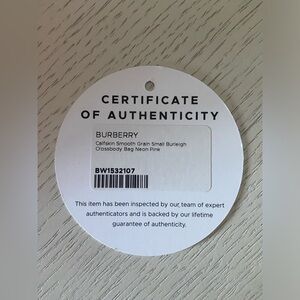 CERTIFICATE
OF AUTHENTICITY
BURBERRY
Calfskin Smooth Grain Small Burleigh
Crossbody Bag Neon Pink
BW1532107
This item has been inspected by our team of expert
authenticators and is backed by our lifetime
guarantee of authenticity.